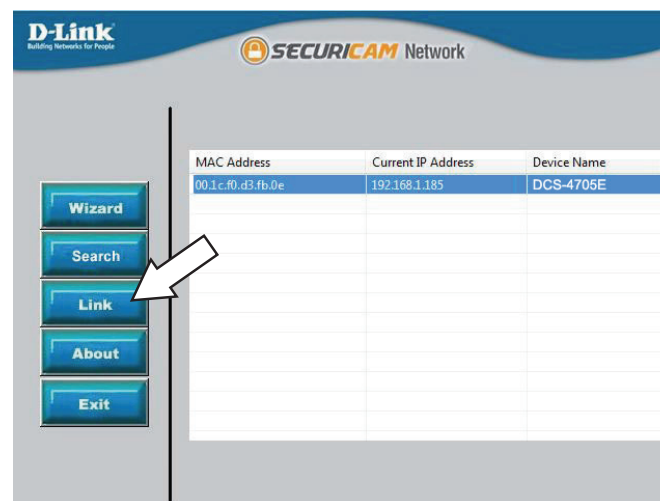 D-Link
Building Networks for People
SECURICAM Network
MAC Address Current IP Address Device Name
00.1c.f0.d3.fb.0e 192.168.1.185 DCS-4705E
Wizard
Search
Link
About
Exit